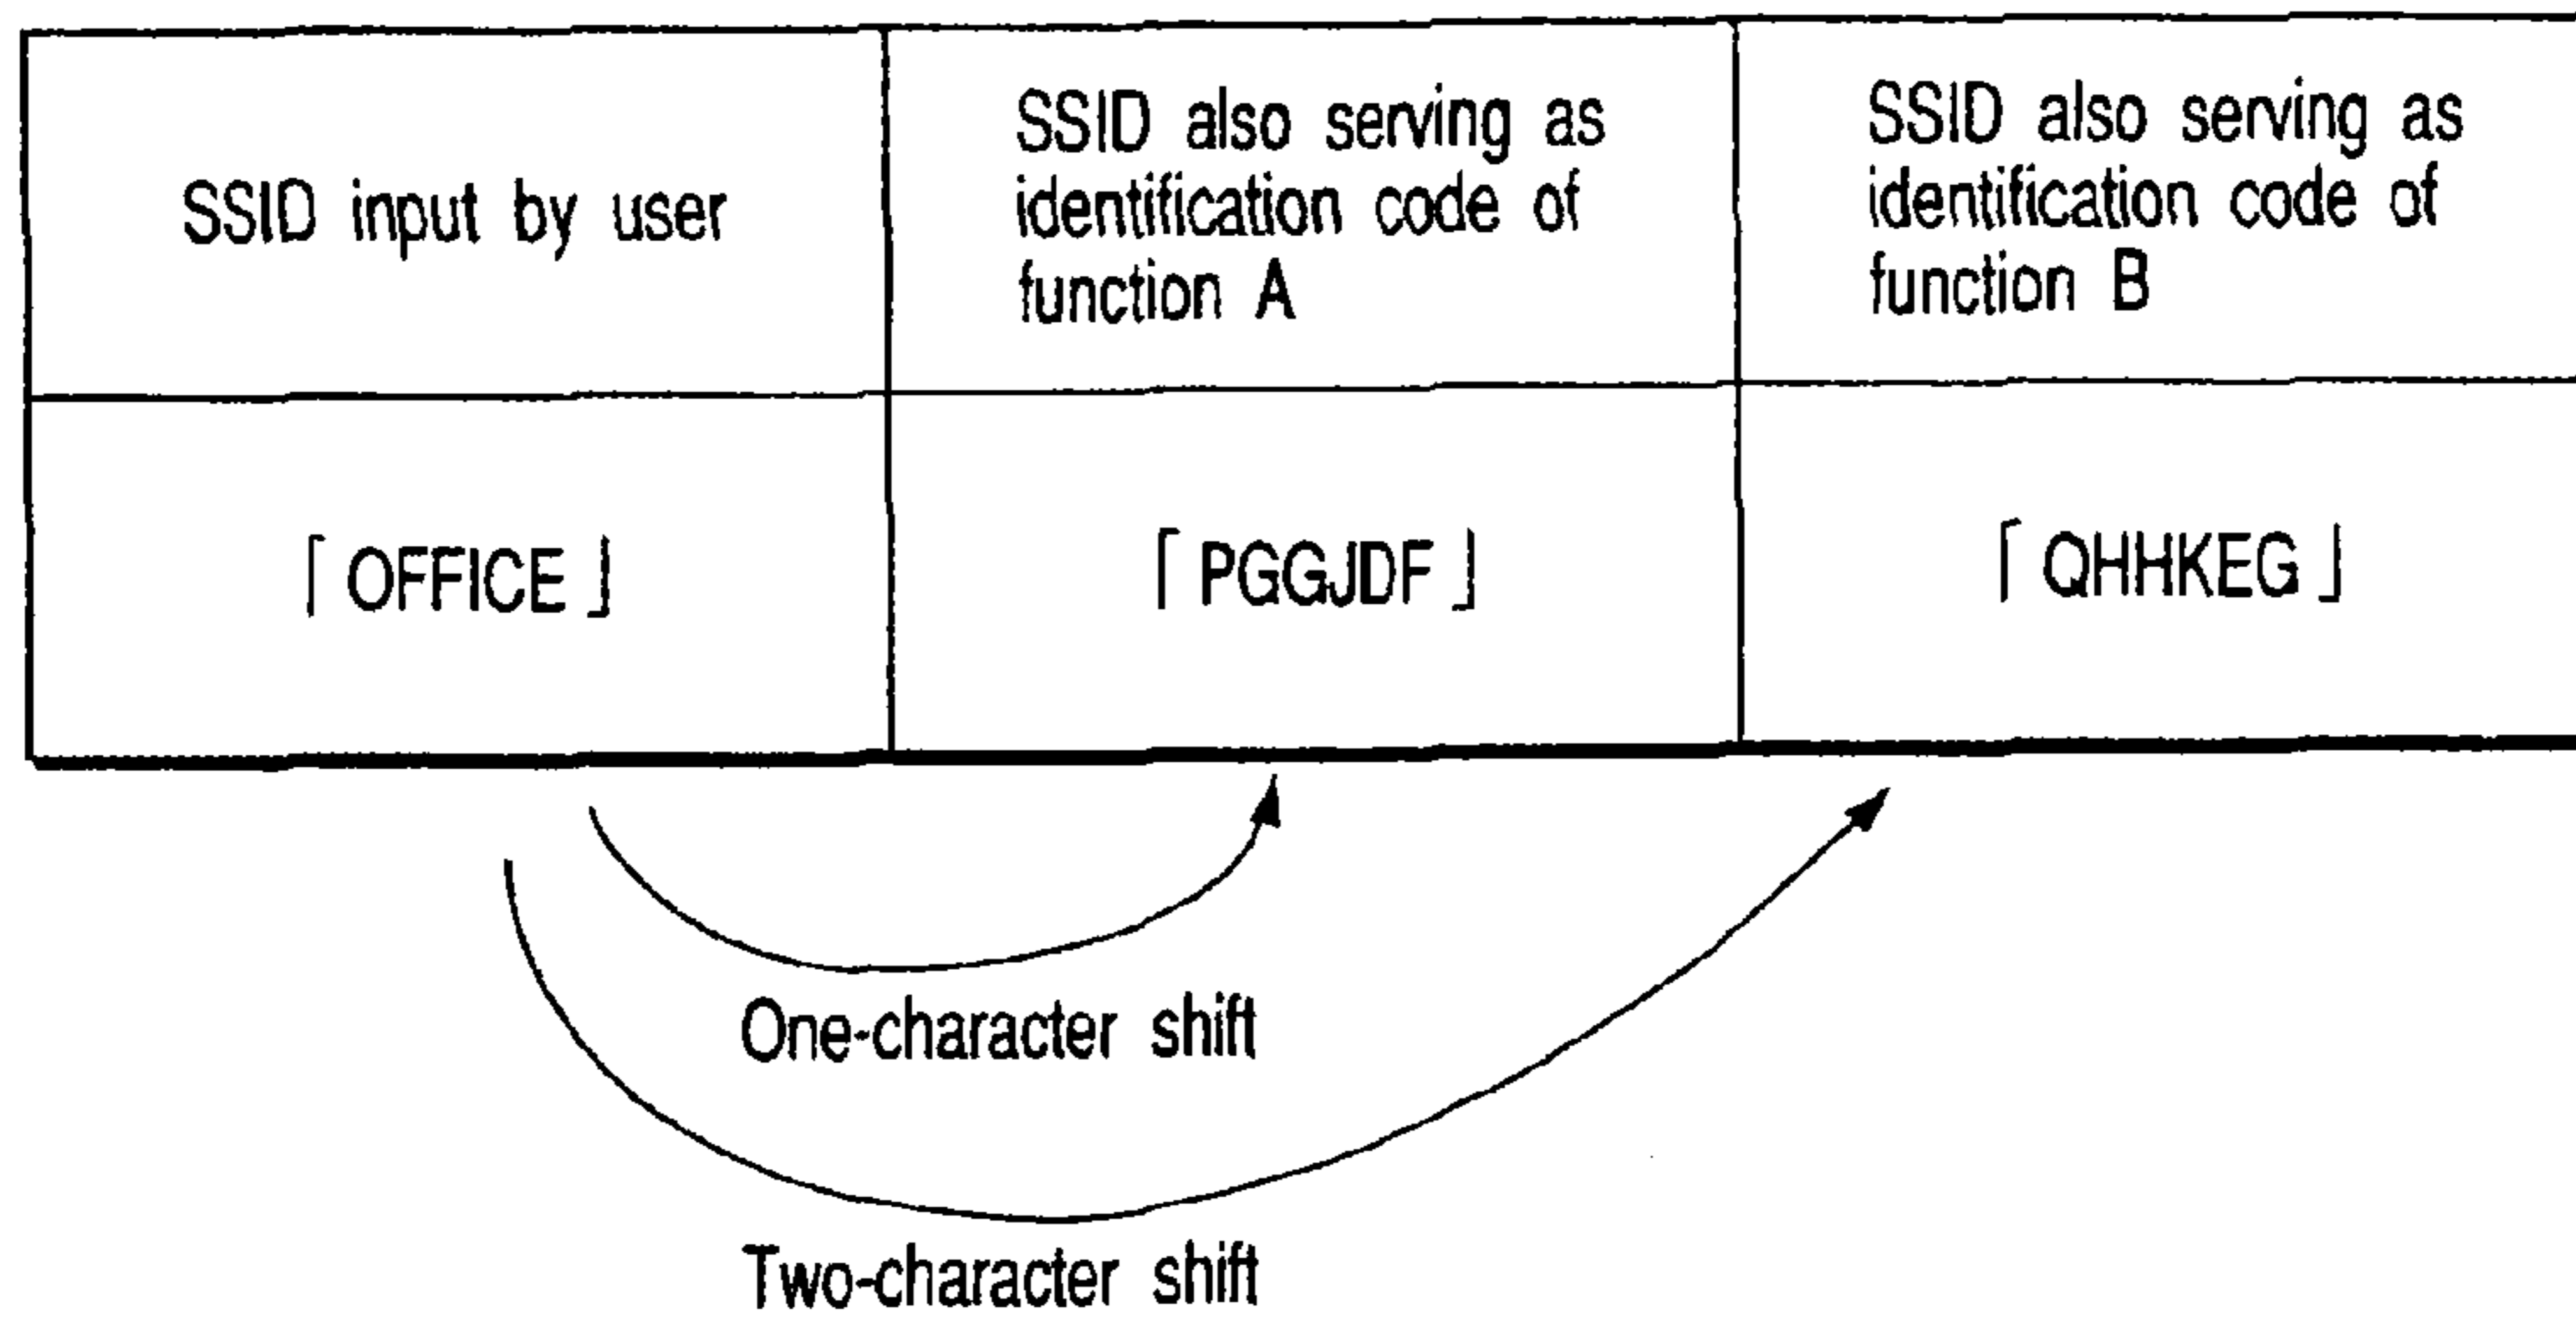 SSID input by user
SSID also serving as
identification code of
function A
SSID also serving as
identification code of
function B
「OFFICE」
「PGGJDF」
「QHHKEG」
One-character shift
Two-character shift